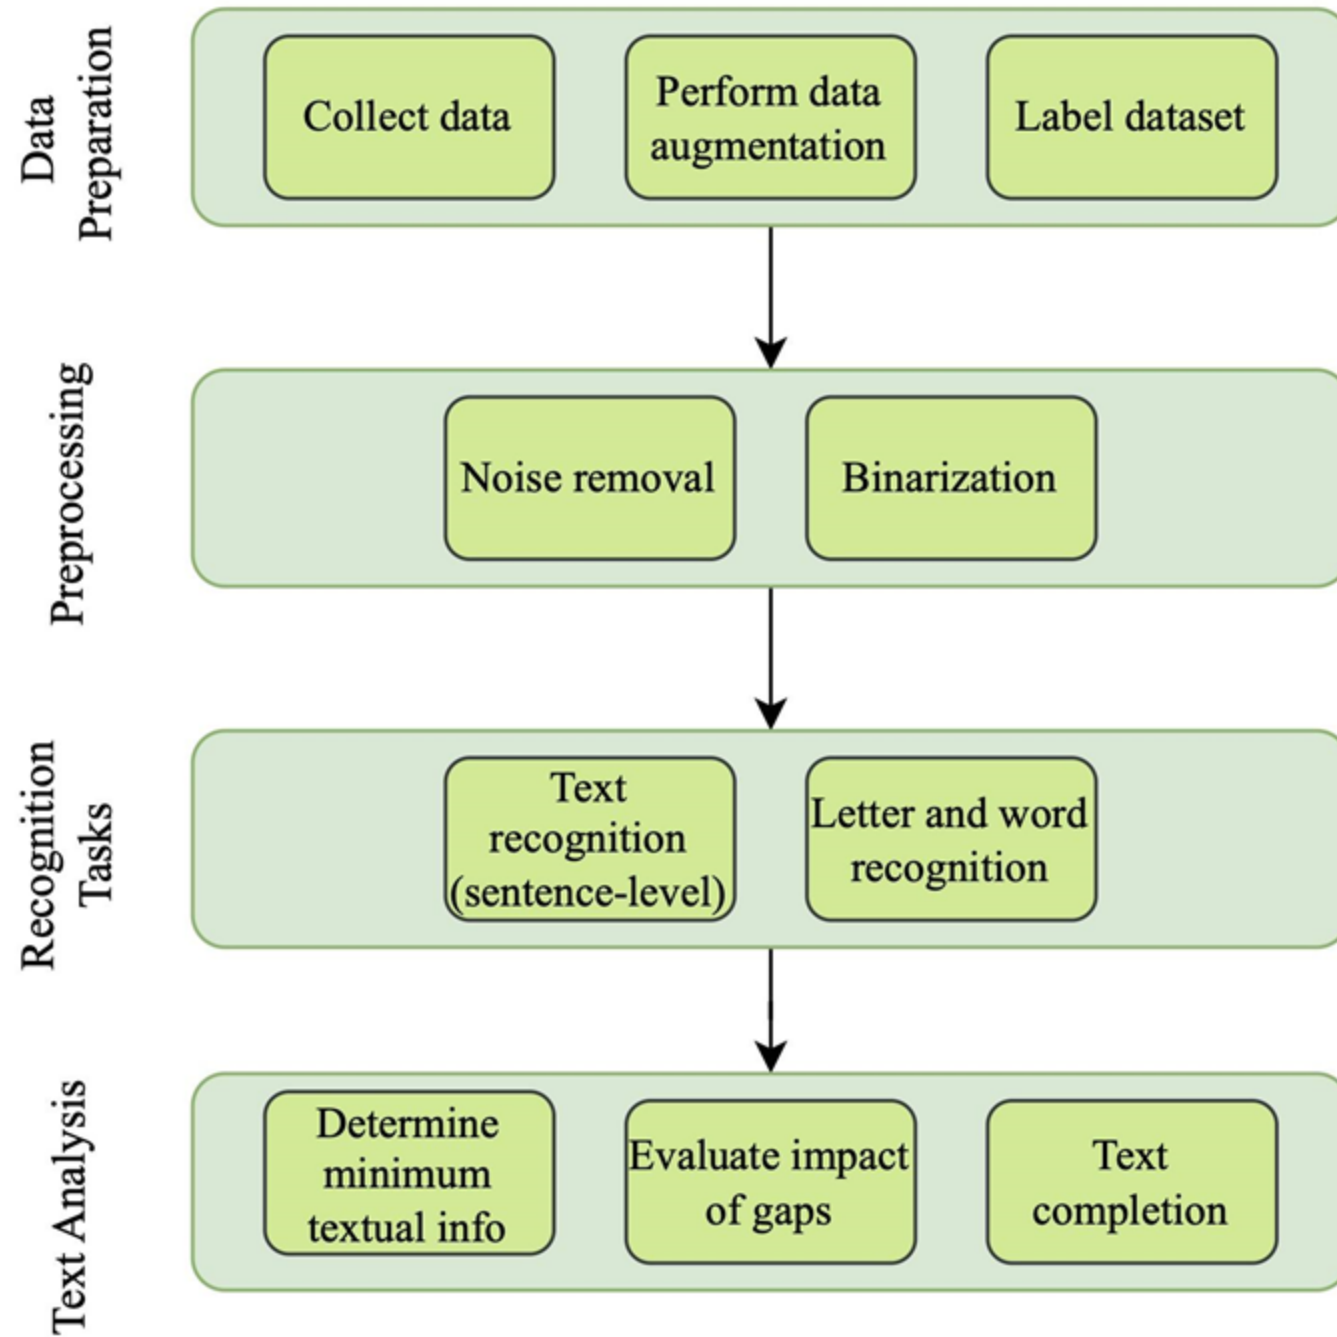 Data
Preparation
Collect data
Perform data
augmentation
Label dataset
Preprocessing
Noise removal
Binarization
Recognition
Tasks
Text
recognition
(sentence-level)
Letter and word
recognition
Text Analysis
Determine
minimum
textual info
Evaluate impact
of gaps
Text
completion